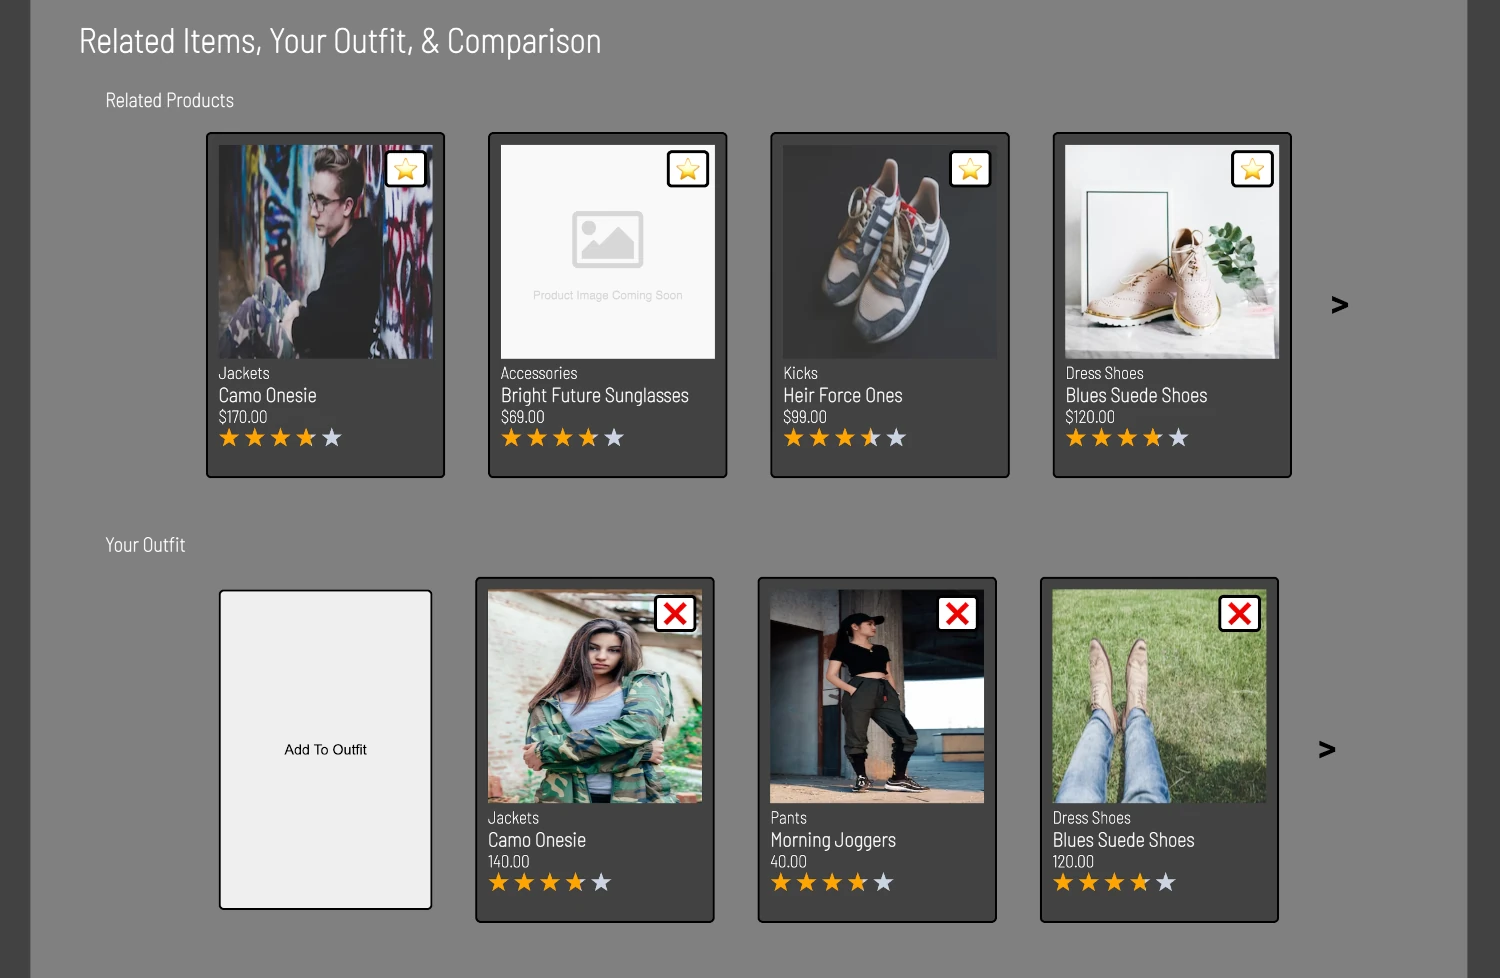 Related Items, Your Outfit, & Comparison
Related Products
Product Image Coming Soon
Jackets
Camo Onesie
$170.00
Accessories
Bright Future Sunglasses
$69.00
Kicks
Heir Force Ones
$99.00
Dress Shoes
Blues Suede Shoes
$120.00
>
Your Outfit
Add To Outfit
Jackets
Camo Onesie
140.00
Pants
Morning Joggers
40.00
Dress Shoes
Blues Suede Shoes
120.00
>